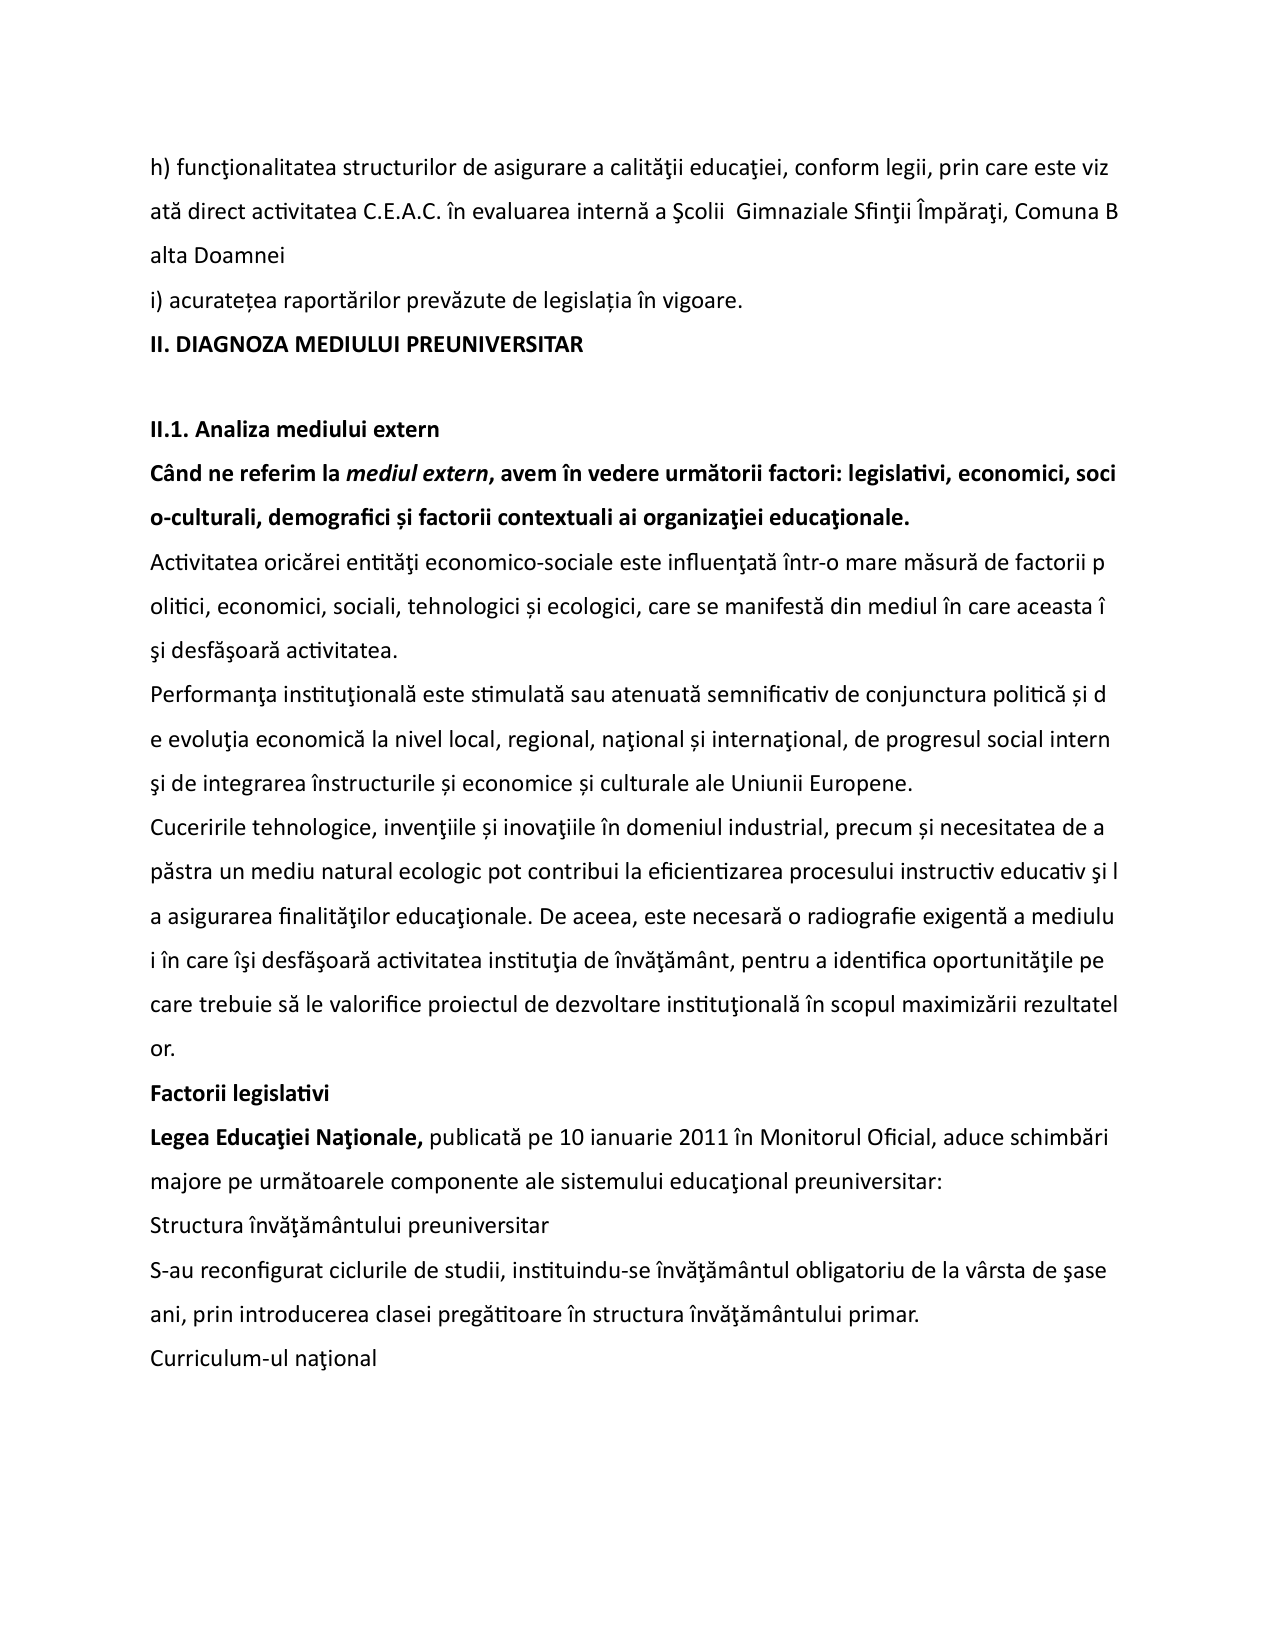 h) funcţionalitatea structurilor de asigurare a calităţii educaţiei, conform legii, prin care este viz
ată direct activitatea C.E.A.C. în evaluarea internă a Şcolii  Gimnaziale Sfinţii Împăraţi, Comuna B
alta Doamnei
i) acuratețea raportărilor prevăzute de legislația în vigoare.
II. DIAGNOZA MEDIULUI PREUNIVERSITAR
II.1. Analiza mediului extern
Când ne referim la mediul extern, avem în vedere următorii factori: legislativi, economici, soci
o-culturali, demografici și factorii contextuali ai organizaţiei educaţionale.
Activitatea oricărei entităţi economico-sociale este influenţată într-o mare măsură de factorii p
olitici, economici, sociali, tehnologici și ecologici, care se manifestă din mediul în care aceasta î
şi desfăşoară activitatea.
Performanţa instituţională este stimulată sau atenuată semnificativ de conjunctura politică și d
e evoluţia economică la nivel local, regional, naţional și internaţional, de progresul social intern
şi de integrarea înstructurile și economice și culturale ale Uniunii Europene.
Cuceririle tehnologice, invenţiile și inovaţiile în domeniul industrial, precum și necesitatea de a
păstra un mediu natural ecologic pot contribui la eficientizarea procesului instructiv educativ şi l
a asigurarea finalităţilor educaţionale. De aceea, este necesară o radiografie exigentă a mediulu
i în care îşi desfăşoară activitatea instituţia de învăţământ, pentru a identifica oportunităţile pe
care trebuie să le valorifice proiectul de dezvoltare instituţională în scopul maximizării rezultatel
or.
Factorii legislativi
Legea Educaţiei Naţionale, publicată pe 10 ianuarie 2011 în Monitorul Oficial, aduce schimbări
majore pe următoarele componente ale sistemului educaţional preuniversitar:
Structura învăţământului preuniversitar
S-au reconfigurat ciclurile de studii, instituindu-se învăţământul obligatoriu de la vârsta de şase
ani, prin introducerea clasei pregătitoare în structura învăţământului primar.
Curriculum-ul naţional